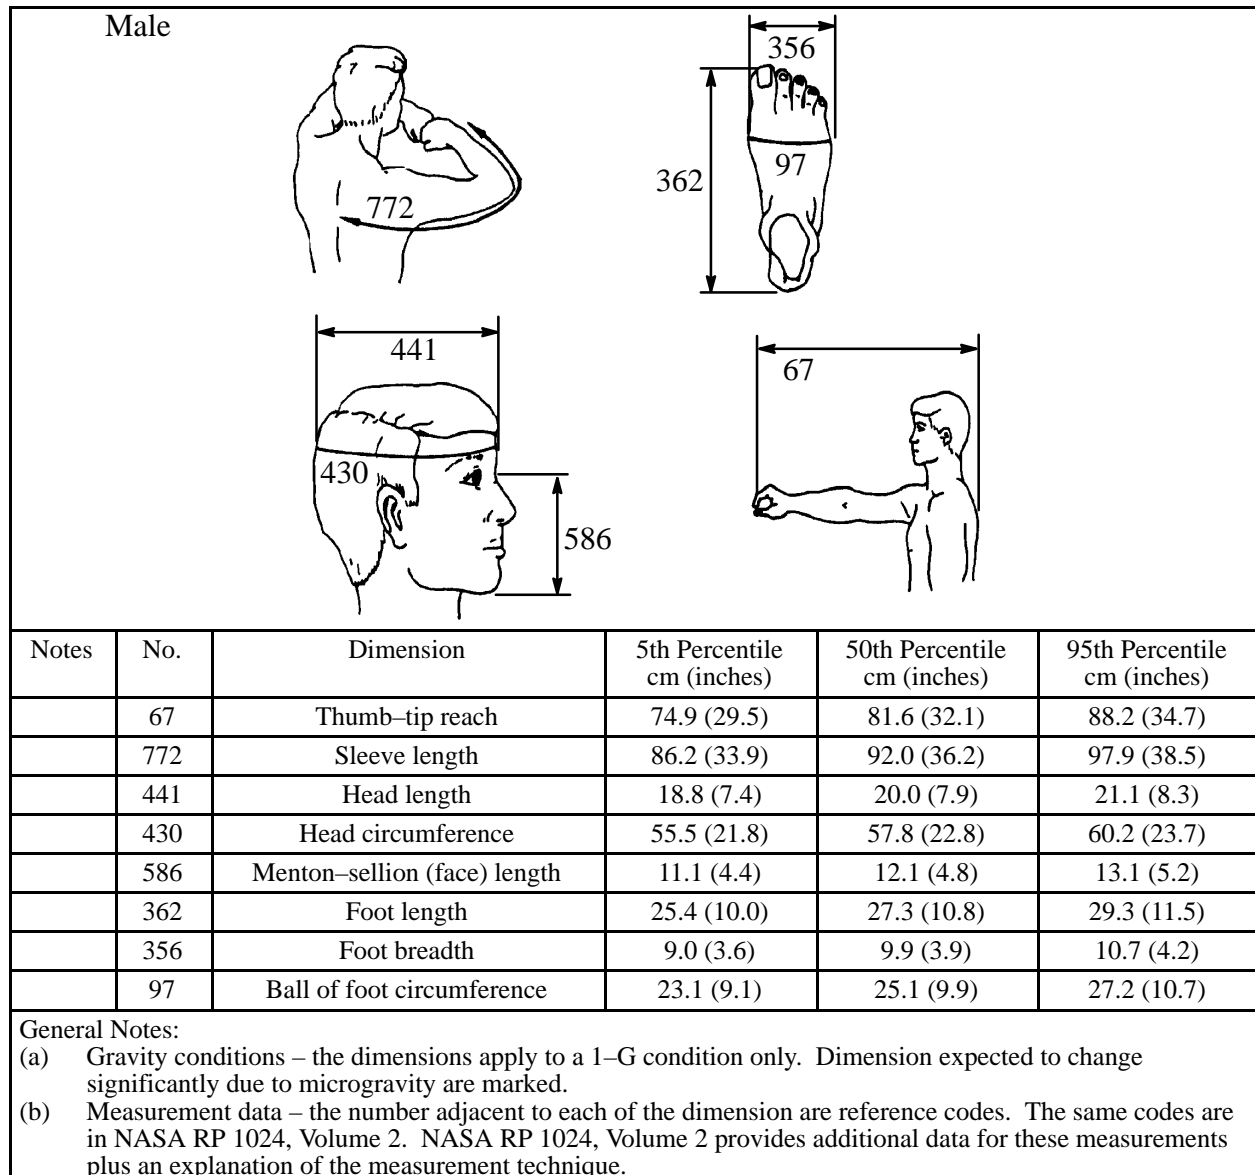 Male
356
772
362
97
441
67
430
586
Notes No. Dimension 5th Percentile cm (inches) 50th Percentile cm (inches) 95th Percentile cm (inches)
67 Thumb–tip reach 74.9 (29.5) 81.6 (32.1) 88.2 (34.7)
772 Sleeve length 86.2 (33.9) 92.0 (36.2) 97.9 (38.5)
441 Head length 18.8 (7.4) 20.0 (7.9) 21.1 (8.3)
430 Head circumference 55.5 (21.8) 57.8 (22.8) 60.2 (23.7)
586 Menton–sellion (face) length 11.1 (4.4) 12.1 (4.8) 13.1 (5.2)
362 Foot length 25.4 (10.0) 27.3 (10.8) 29.3 (11.5)
356 Foot breadth 9.0 (3.6) 9.9 (3.9) 10.7 (4.2)
97 Ball of foot circumference 23.1 (9.1) 25.1 (9.9) 27.2 (10.7)
General Notes:
(a) Gravity conditions – the dimensions apply to a 1–G condition only. Dimension expected to change
significantly due to microgravity are marked.
(b) Measurement data – the number adjacent to each of the dimension are reference codes. The same codes are
in NASA RP 1024, Volume 2. NASA RP 1024, Volume 2 provides additional data for these measurements
plus an explanation of the measurement technique.